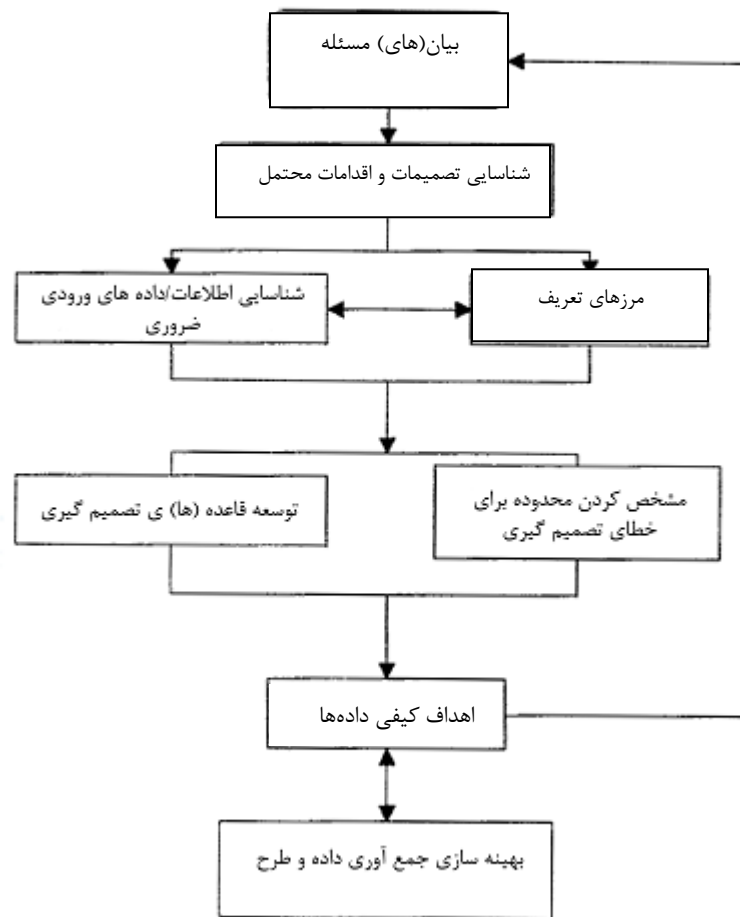 بیان(های) مسئله
شناسایی تصمیمات و اقدامات محتمل
مرزهای تعریف
شناسایی اطلاعات/داده های ورودی
ضروری
مشخص کردن محدوده برای
خطای تصمیم گیری
توسعه قاعده (ها) ی تصمیم گیری
اهداف کیفی داده‌ها
بهینه سازی جمع آوری داده و طرح